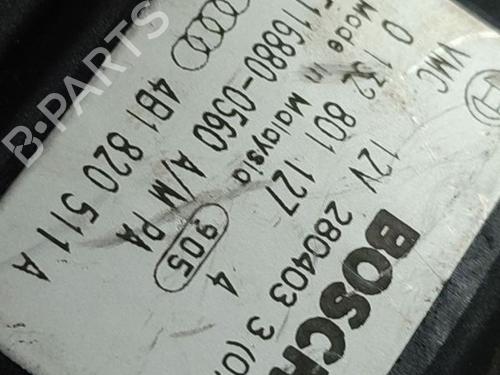 VMC
BOSCH
0 132 801 127
12V 280403 3 (0,
Made in Malaysia
116880-0560 A/M PA
905
4
4B1 820 511 A
B-PARTS